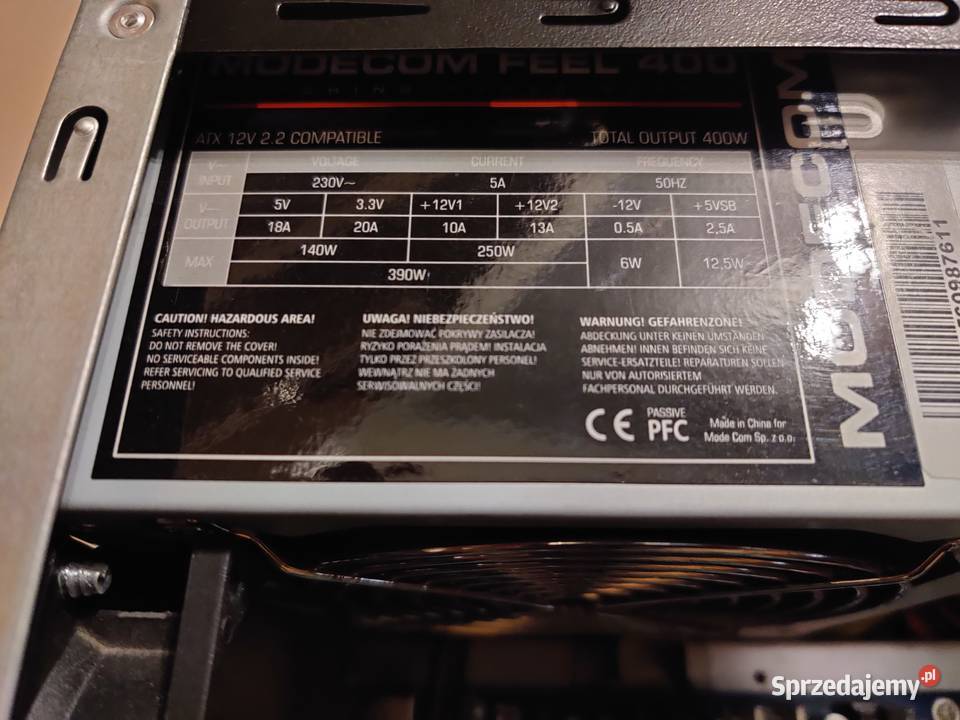 MODECOM FEEL 400
ATX 12V 2.2 COMPATIBLE TOTAL OUTPUT 400W
V~ INPUT VOLTAGE CURRENT FREQUENCY
230V~ 5A 50HZ
V⎓ OUTPUT 5V 3.3V +12V1 +12V2 -12V +5VSB
18A 20A 10A 13A 0.5A 2,5A
MAX 140W 250W 6W 12,5W
390W
CAUTION! HAZARDOUS AREA!
SAFETY INSTRUCTIONS:
DO NOT REMOVE THE COVER!
NO SERVICEABLE COMPONENTS INSIDE!
REFER SERVICING TO QUALIFIED SERVICE
PERSONNEL!
UWAGA! NIEBEZPIECZEŃSTWO!
NIE ZDEJMOWAĆ POKRYWY ZASILACZA!
RYZYKO PORAŻENIA PRĄDEM! INSTALACJA
TYLKO PRZEZ PRZESZKOLONY PERSONEL!
WEWNĄTRZ NIE MA ŻADNYCH
SERWISOWALNYCH CZĘŚCI!
WARNUNG! GEFAHRENZONE!
ABDECKUNG UNTER KEINEN UMSTÄNDEN
ABNEHMEN! INNEN BEFINDEN SICH KEINE
SERVICE-ERSATZTEILE! REPARATUREN SOLLEN
NUR VON AUTORISIERTEM
FACHPERSONAL DURCHGEFÜHRT WERDEN.
CE PASSIVE
PFC
Made in China for
Mode Com Sp. z o.o.
MODECOM
Sprzedajemy.pl